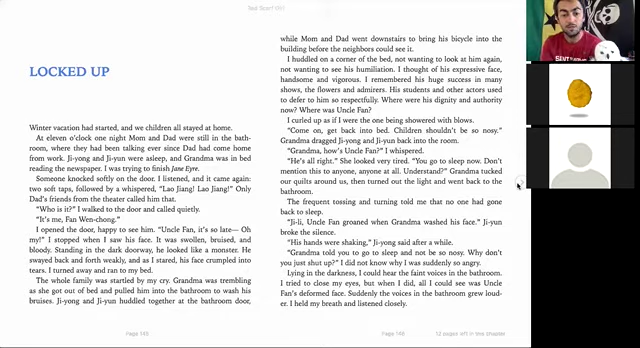 Red Scarf Girl
LOCKED UP
Winter vacation had started, and we children all stayed at home.
At eleven o'clock one night Mom and Dad were still in the bath-
room, where they had been talking ever since Dad had come home
from work. Ji-yong and Ji-yun were asleep, and Grandma was in bed
reading the newspaper. I was trying to finish Jane Eyre.
Someone knocked softly on the door. I listened, and it came again:
two soft taps, followed by a whispered, "Lao Jiang! Lao Jiang!" Only
Dad's friends from the theater called him that.
"Who is it?" I walked to the door and called quietly.
"It's me, Fan Wen-chong."
I opened the door, happy to see him. "Uncle Fan, it's so late— Oh
my!" I stopped when I saw his face. It was swollen, bruised, and
bloody. Standing in the dark doorway, he looked like a monster. He
swayed back and forth weakly, and as I stared, his face crumpled into
tears. I turned away and ran to my bed.
The whole family was startled by my cry. Grandma was trembling
as she got out of bed and pulled him into the bathroom to wash his
bruises. Ji-yong and Ji-yun huddled together at the bathroom door,
Page 145
while Mom and Dad went downstairs to bring his bicycle into the
building before the neighbors could see it.
I huddled on a corner of the bed, not wanting to look at him again,
not wanting to see his humiliation. I thought of his expressive face,
handsome and vigorous. I remembered his huge success in many
shows, the flowers and admirers. His students and other actors used
to defer to him so respectfully. Where were his dignity and authority
now? Where was Uncle Fan?
I curled up as if I were the one being showered with blows.
"Come on, get back into bed. Children shouldn't be so nosy."
Grandma dragged Ji-yong and Ji-yun back into the room.
"Grandma, how's Uncle Fan?" I whispered.
"He's all right." She looked very tired. "You go to sleep now. Don't
mention this to anyone, anyone at all. Understand?" Grandma tucked
our quilts around us, then turned out the light and went back to the
bathroom.
The frequent tossing and turning told me that no one had gone
back to sleep.
"Ji-li, Uncle Fan groaned when Grandma washed his face." Ji-yun
broke the silence.
"His hands were shaking," Ji-yong said after a while.
"Grandma told you to go to sleep and not be so nosy. Why don't
you just shut up?" I did not know why I was suddenly so angry.
Lying in the darkness, I could hear the faint voices in the bathroom.
I tried to close my eyes, but when I did, all I could see was Uncle
Fan's deformed face. Suddenly the voices in the bathroom grew loud-
er. I held my breath and listened closely.
Page 146
12 pages left in this chapter